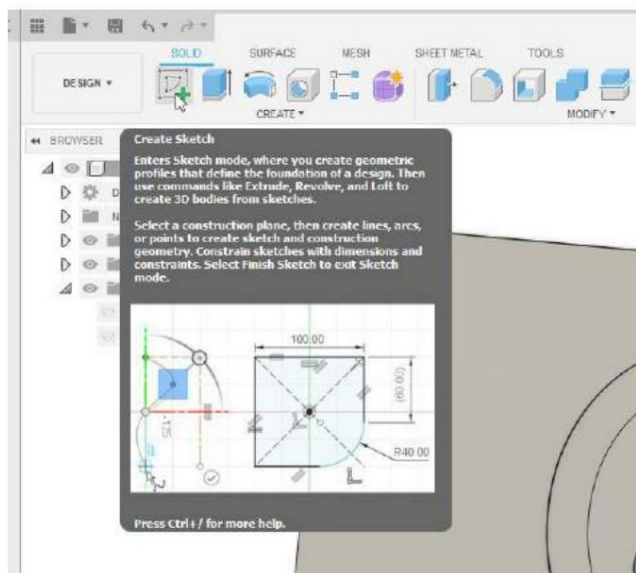 SOLID SURFACE MESH SHEET METAL TOOLS
DESIGN
CREATE MODIFY
BROWSER
Create Sketch
D
Enters Sketch mode, where you create geometric
profiles that define the foundation of a design. Then
use commands like Extrude, Revolve, and Loft to
create 3D bodies from sketches.
N
Select a construction plane, then create lines, arcs,
or points to create sketch and construction
geometry. Constrain sketches with dimensions and
constraints. Select Finish Sketch to exit Sketch
mode.
100.00
(60.00)
R40.00
Press Ctrl+/ for more help.